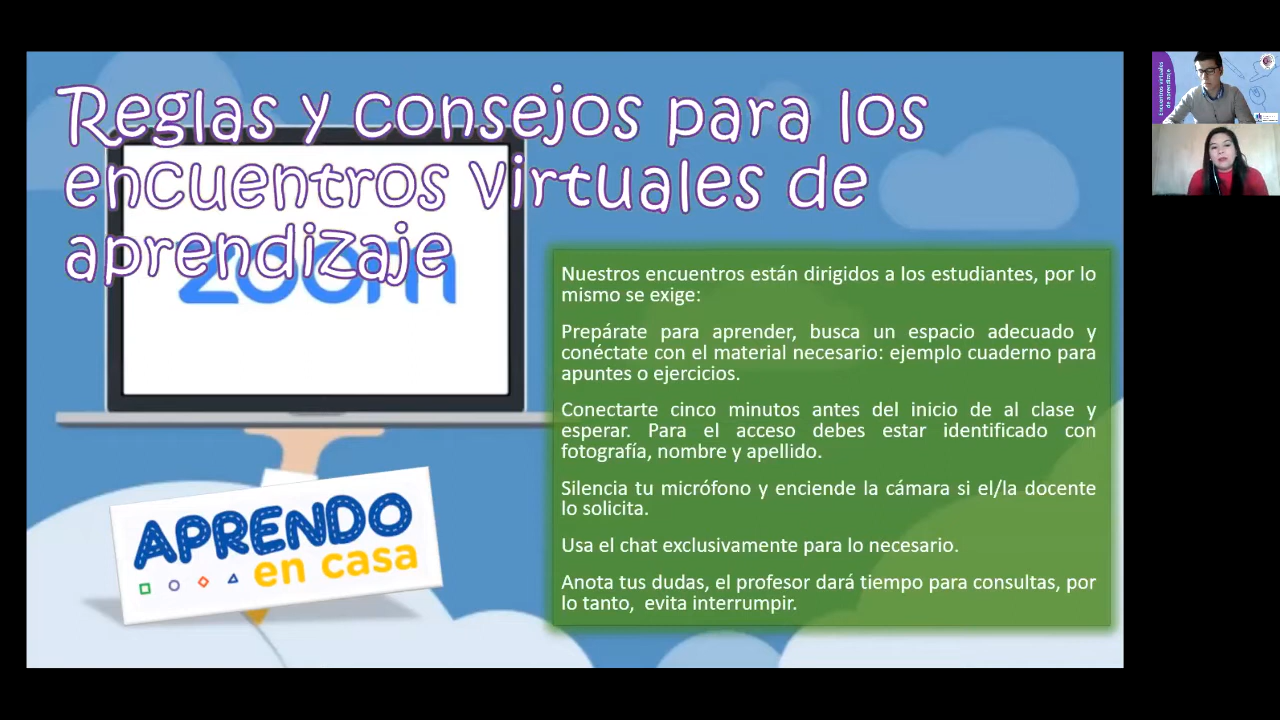 Reglas y consejos para los
encuentros virtuales de
aprendizaje
zoom
Nuestros encuentros están dirigidos a los estudiantes, por lo
mismo se exige:
Prepárate para aprender, busca un espacio adecuado y
conéctate con el material necesario: ejemplo cuaderno para
apuntes o ejercicios.
Conectarte cinco minutos antes del inicio de al clase y
esperar. Para el acceso debes estar identificado con
fotografía, nombre y apellido.
Silencia tu micrófono y enciende la cámara si el/la docente
lo solicita.
Usa el chat exclusivamente para lo necesario.
Anota tus dudas, el profesor dará tiempo para consultas, por
lo tanto, evita interrumpir.
APRENDO
en casa
Encuentros virtuales
de aprendizaje